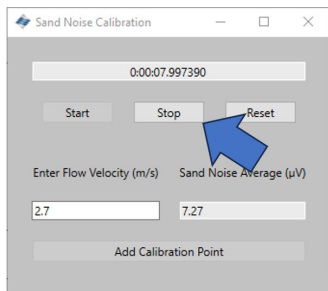 Sand Noise Calibration
0:00:07.997390
Start Stop Reset
Enter Flow Velocity (m/s) Sand Noise Average (µV)
2.7 7.27
Add Calibration Point